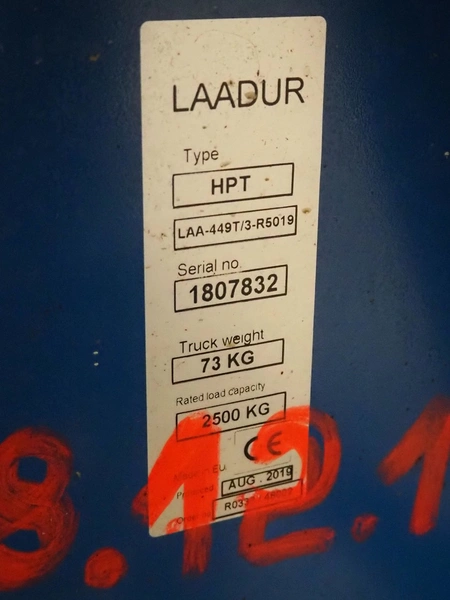 LAADUR
Type
HPT
LAA-449T/3-R5019
Serial no.
1807832
Truck weight
73 KG
Rated load capacity
2500 KG
CE
EU.
AUG . 2019
8.12.1